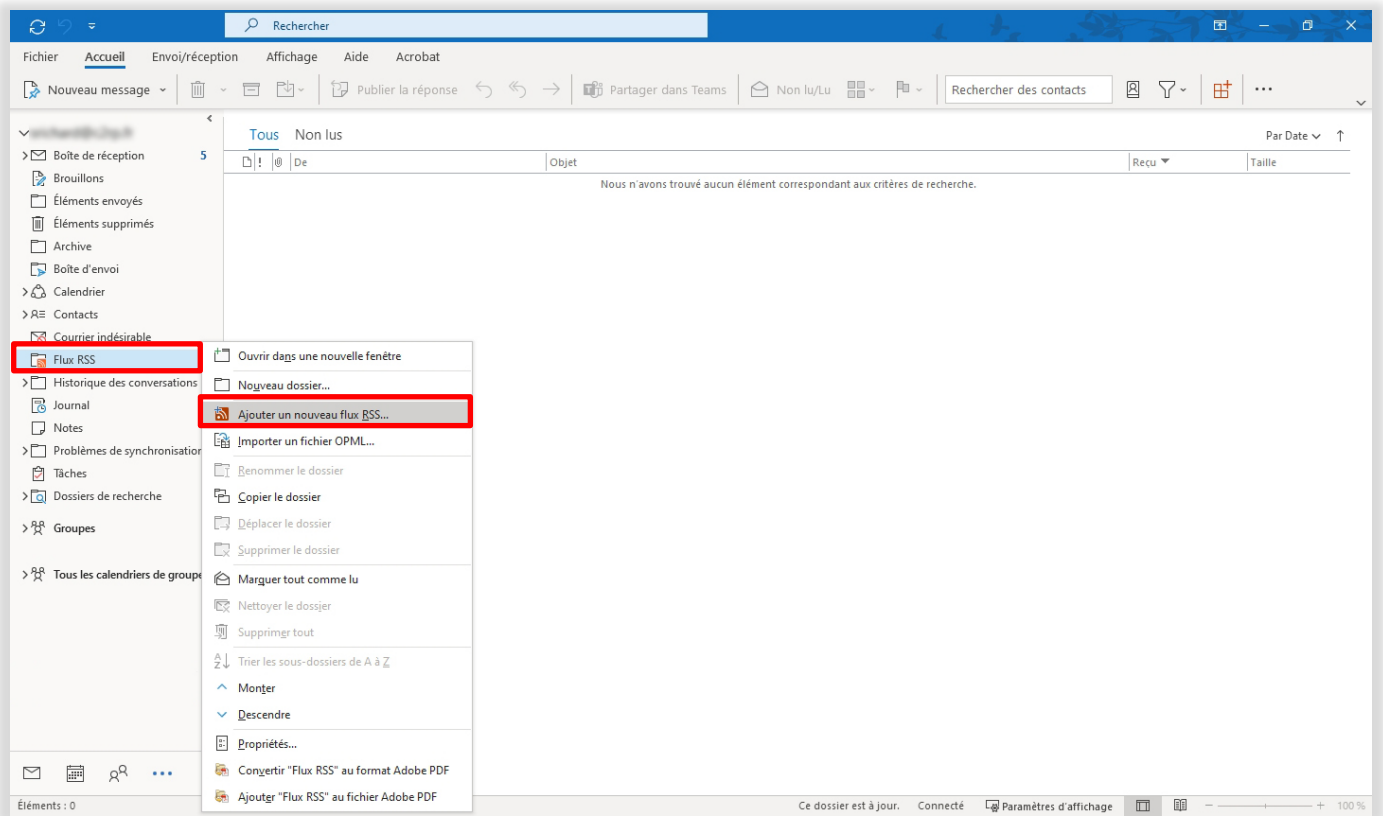 Rechercher
Fichier Accueil Envoi/réception Affichage Aide Acrobat
Nouveau message Publier la réponse Partager dans Teams Non lu/Lu Rechercher des contacts
Tous Non lus Par Date
De Objet Reçu Taille
Nous n'avons trouvé aucun élément correspondant aux critères de recherche.
Boîte de réception 5
Brouillons
Éléments envoyés
Éléments supprimés
Archive
Boîte d'envoi
Calendrier
Contacts
Courrier indésirable
Flux RSS
Historique des conversations
Journal
Notes
Problèmes de synchronisation
Tâches
Dossiers de recherche
Groupes
Tous les calendriers de groupe
Ouvrir dans une nouvelle fenêtre
Nouveau dossier...
Ajouter un nouveau flux RSS...
Importer un fichier OPML...
Renommer le dossier
Copier le dossier
Déplacer le dossier
Supprimer le dossier
Marquer tout comme lu
Nettoyer le dossier
Supprimer tout
Trier les sous-dossiers de A à Z
Monter
Descendre
Propriétés...
Convertir "Flux RSS" au format Adobe PDF
Ajouter "Flux RSS" au fichier Adobe PDF
Éléments : 0 Ce dossier est à jour. Connecté Paramètres d'affichage 100 %